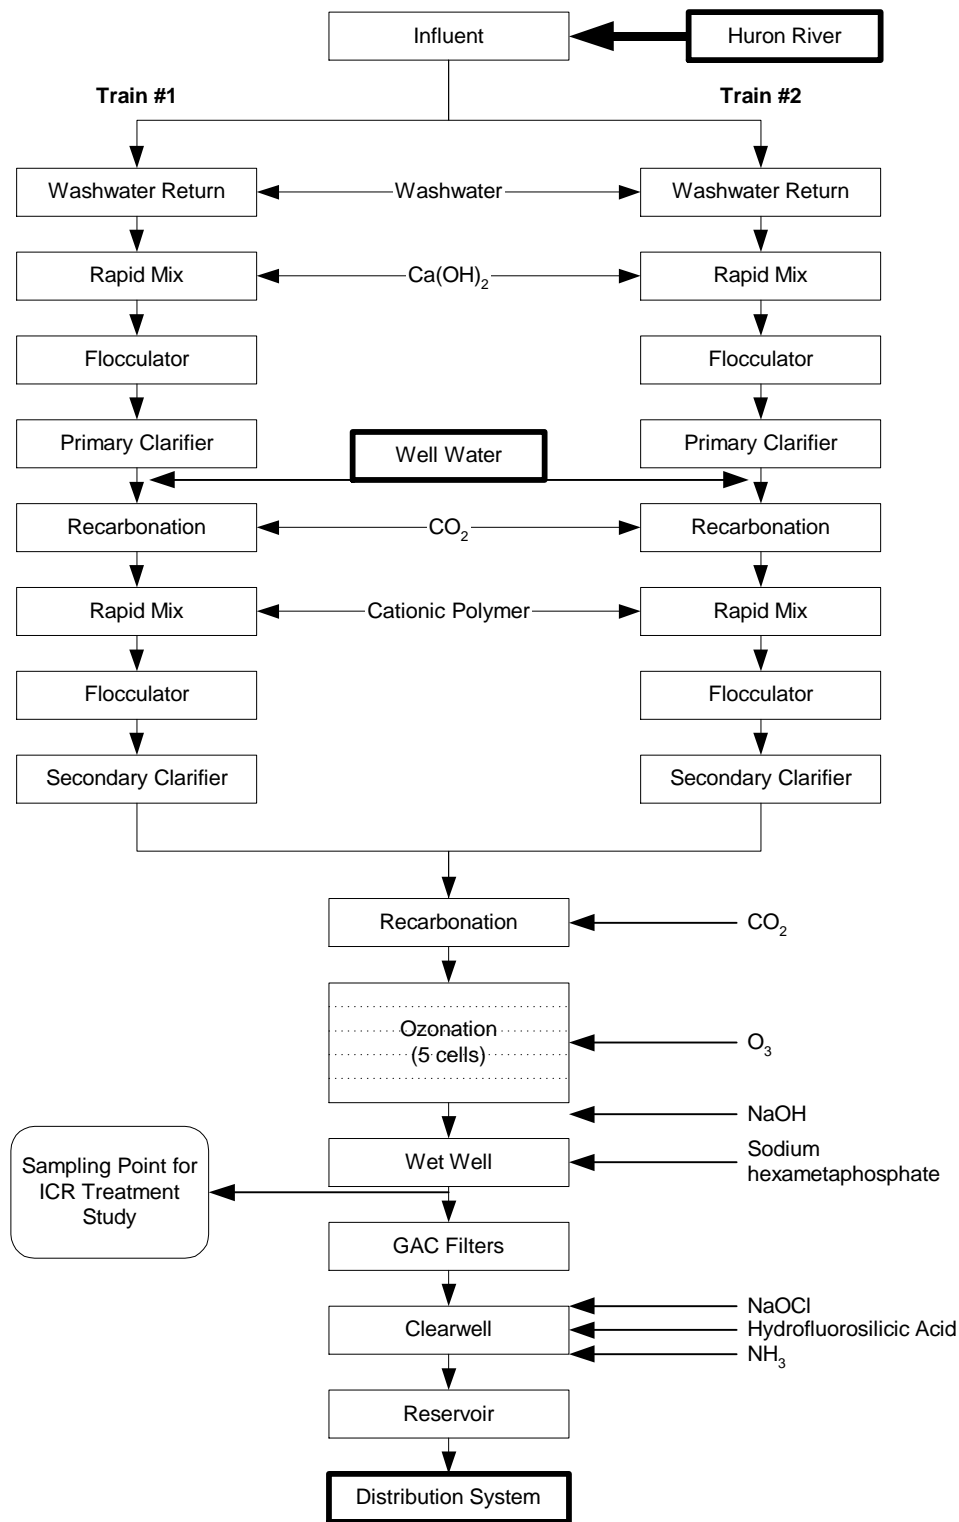 Influent
Huron River
Train #1
Train #2
Washwater Return
Washwater
Washwater Return
Rapid Mix
Ca(OH)2
Rapid Mix
Flocculator
Flocculator
Primary Clarifier
Well Water
Primary Clarifier
Recarbonation
CO2
Recarbonation
Rapid Mix
Cationic Polymer
Rapid Mix
Flocculator
Flocculator
Secondary Clarifier
Secondary Clarifier
Recarbonation
CO2
Ozonation
(5 cells)
O3
NaOH
Wet Well
Sodium
hexametaphosphate
Sampling Point for
ICR Treatment
Study
GAC Filters
NaOCl
Clearwell
Hydrofluorosilicic Acid
NH3
Reservoir
Distribution System